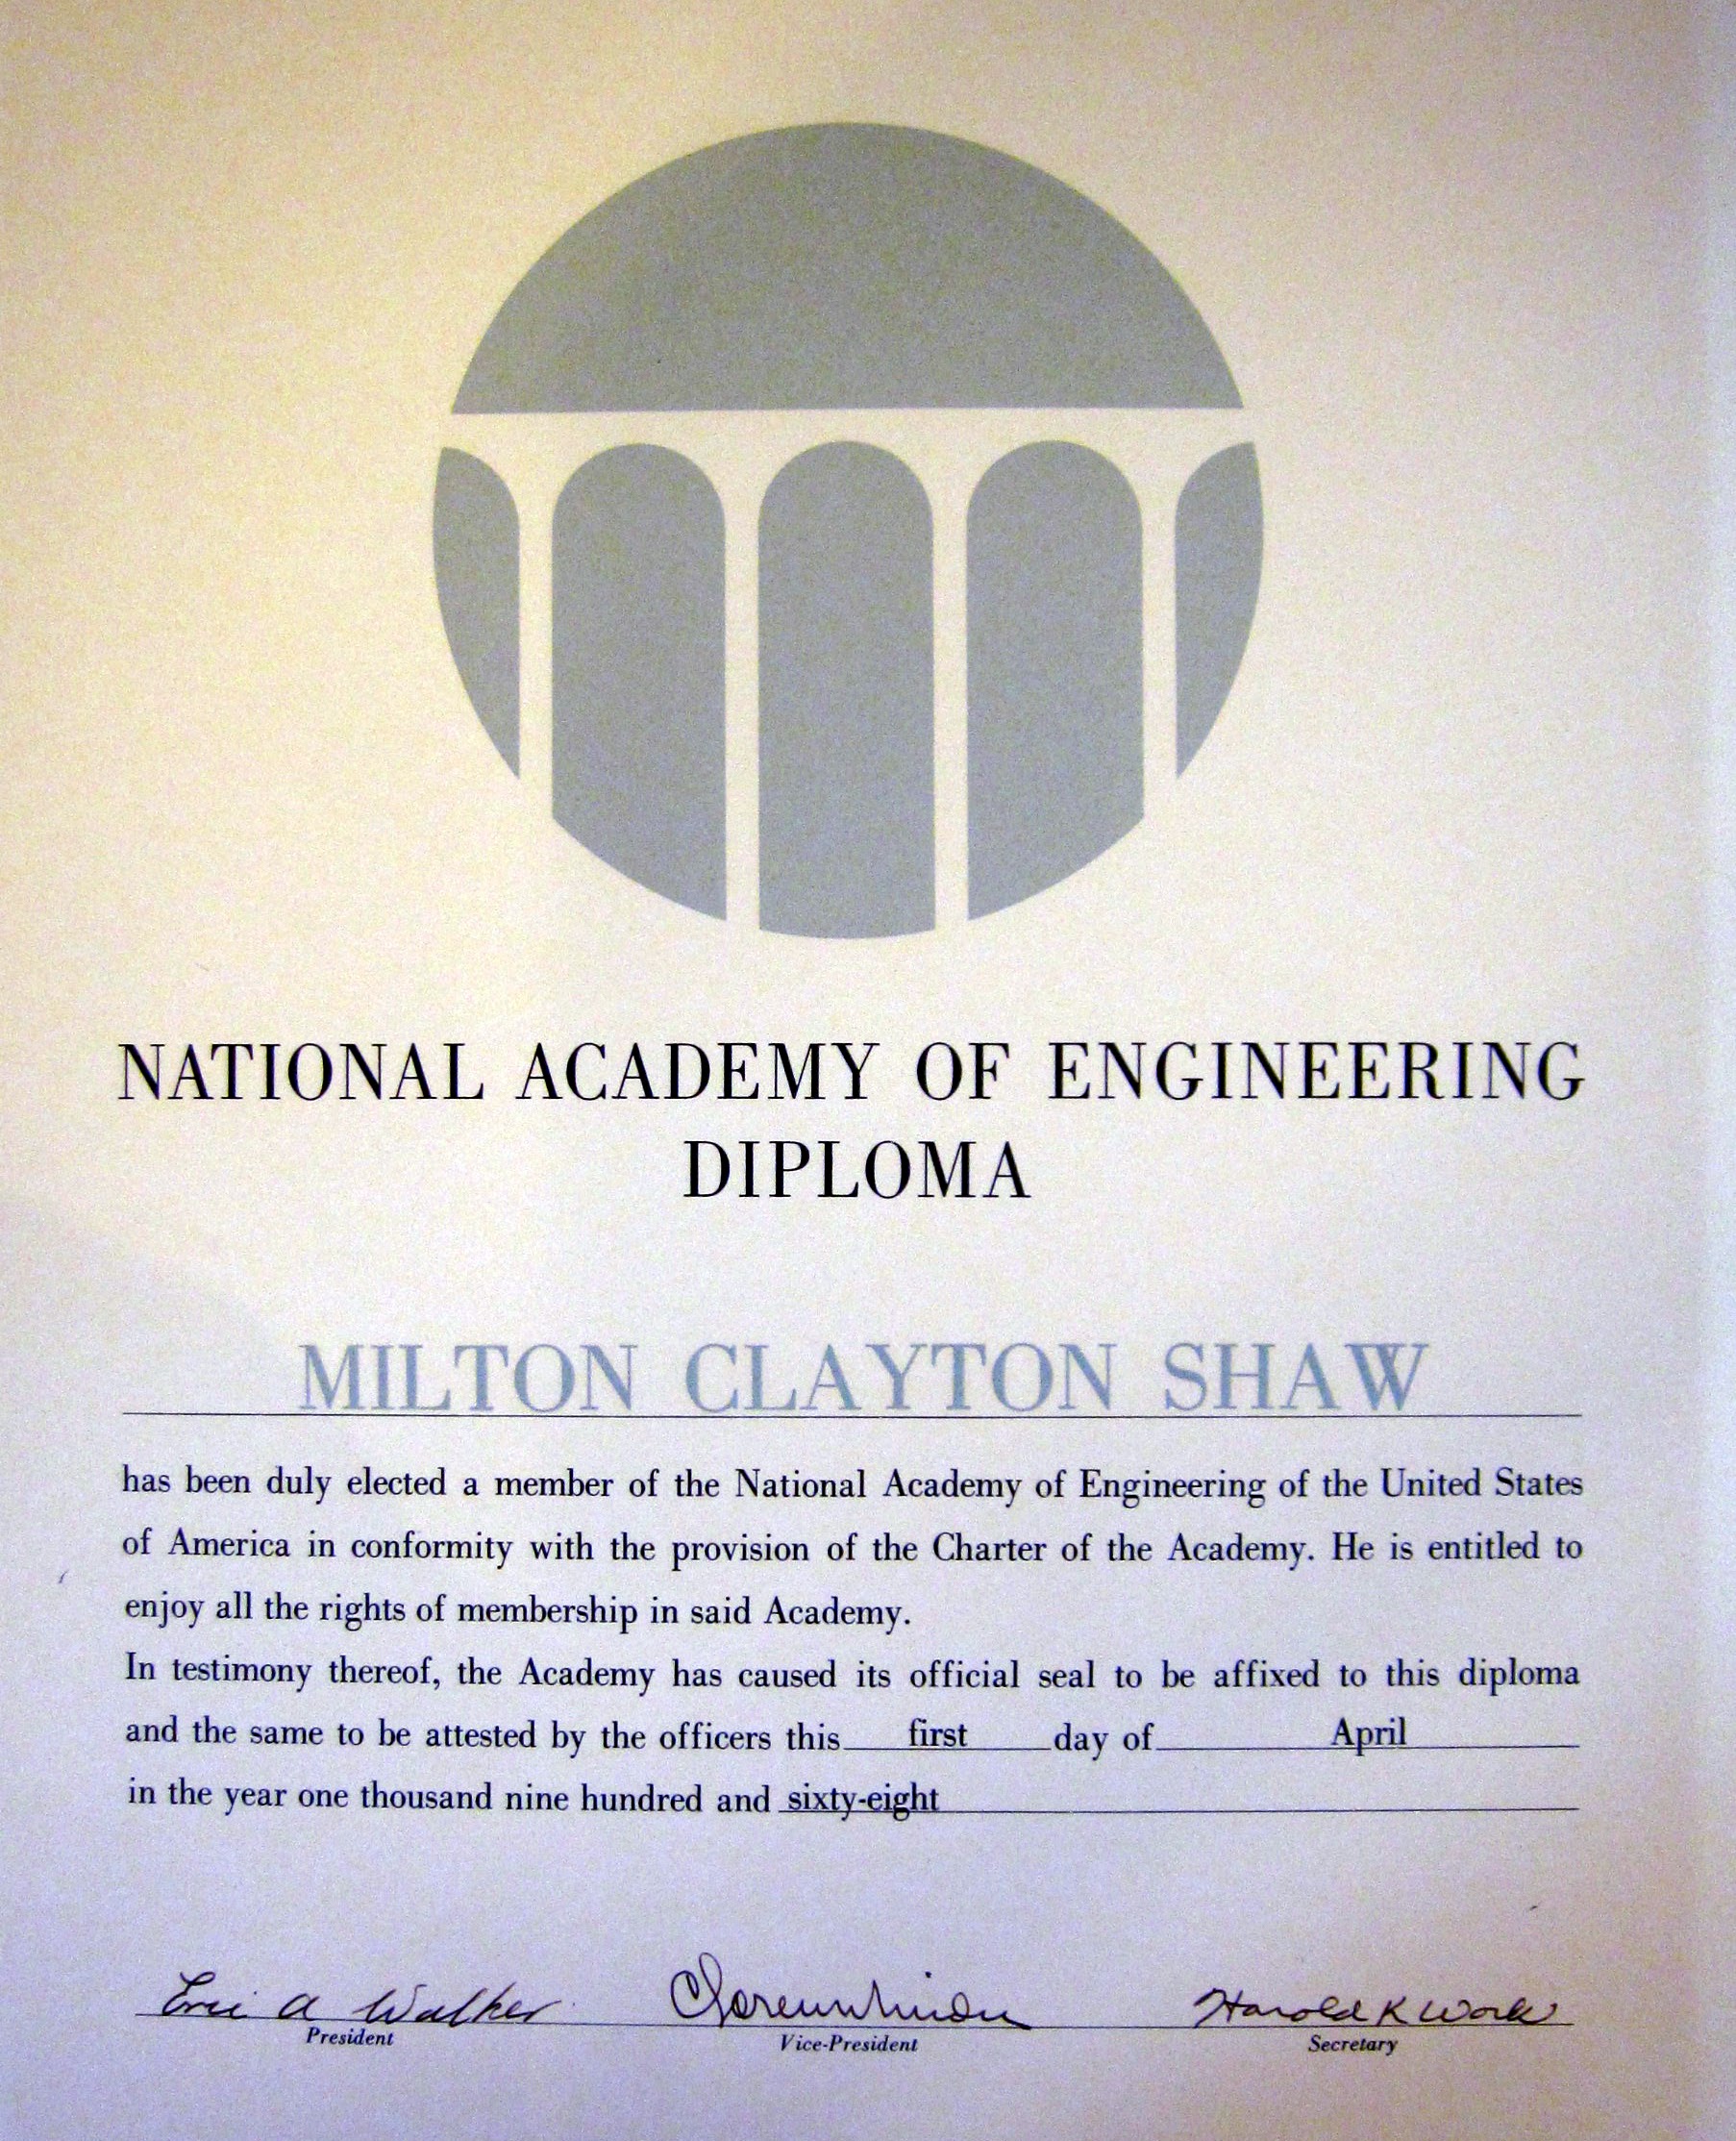 NATIONAL ACADEMY OF ENGINEERING
DIPLOMA
MILTON CLAYTON SHAW
has been duly elected a member of the National Academy of Engineering of the United States
of America in conformity with the provision of the Charter of the Academy. He is entitled to
enjoy all the rights of membership in said Academy.
In testimony thereof, the Academy has caused its official seal to be affixed to this diploma
and the same to be attested by the officers this first day of April
in the year one thousand nine hundred and sixty-eight
Eric A Walker Harold K Work
President Vice-President Secretary